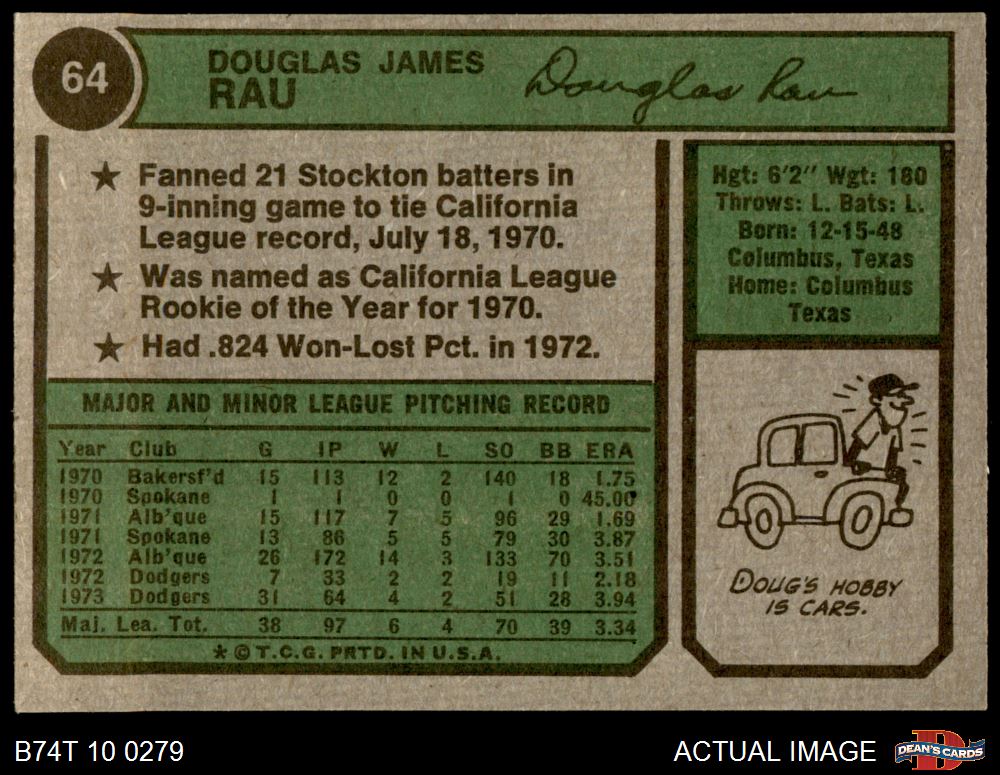 64
DOUGLAS JAMES
RAU
Douglas Rau
★ Fanned 21 Stockton batters in
9-inning game to tie California
League record, July 18, 1970.
★ Was named as California League
Rookie of the Year for 1970.
★ Had .824 Won-Lost Pct. in 1972.
Hgt: 6'2" Wgt: 180
Throws: L. Bats: L.
Born: 12-15-48
Columbus, Texas
Home: Columbus
Texas
MAJOR AND MINOR LEAGUE PITCHING RECORD
Year Club G IP W L SO BB ERA
1970 Bakersf'd 15 113 12 2 140 18 1.75
1970 Spokane 1 1 0 0 1 0 45.00
1971 Alb'que 15 117 7 5 96 29 1.69
1971 Spokane 13 86 5 5 79 30 3.87
1972 Alb'que 26 172 14 3 133 70 3.51
1972 Dodgers 7 33 2 2 19 11 2.18
1973 Dodgers 31 64 4 2 51 28 3.94
Maj. Lea. Tot. 38 97 6 4 70 39 3.34
★ © T.C.G. PRTD. IN U.S.A.
DOUG'S HOBBY
IS CARS.
B74T 10 0279
ACTUAL IMAGE
DEAN'S CARDS